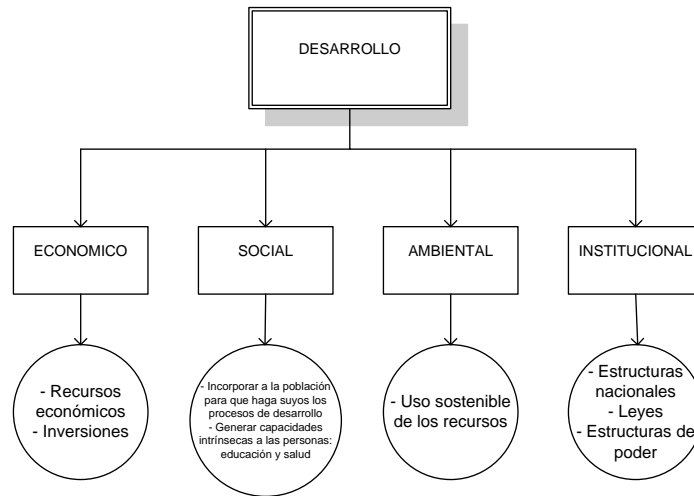 DESARROLLO
ECONOMICO
SOCIAL
AMBIENTAL
INSTITUCIONAL
- Recursos
económicos
- Inversiones
- Incorporar a la población
para que haga suyos los
procesos de desarrollo
- Generar capacidades
intrínsecas a las personas:
educación y salud
- Uso sostenible
de los recursos
- Estructuras
nacionales
- Leyes
- Estructuras de
poder